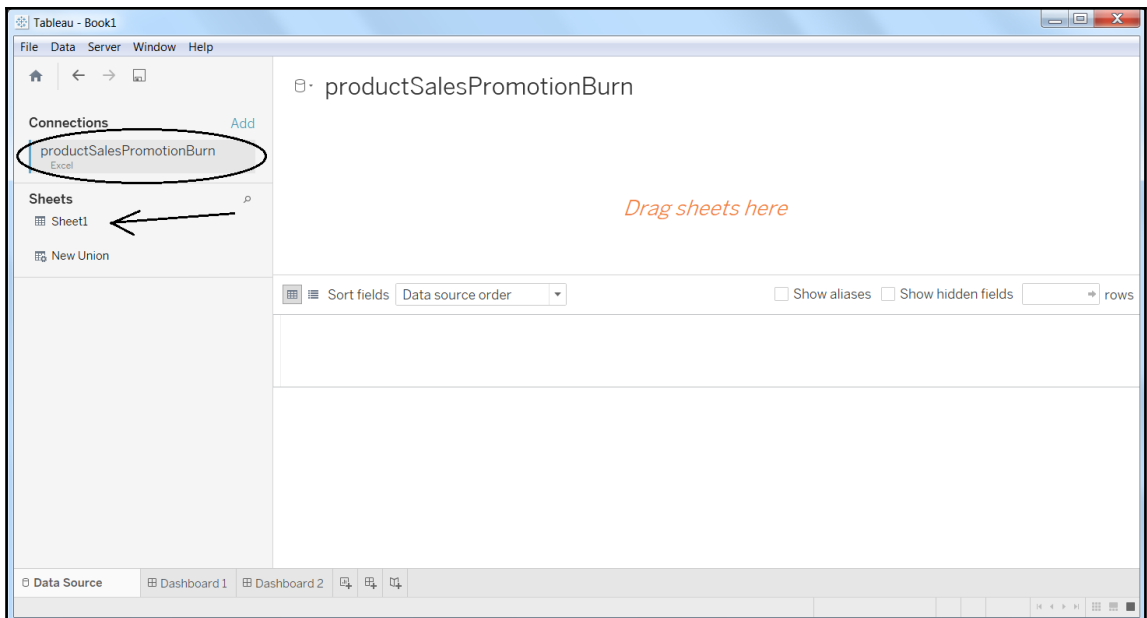 Tableau - Book1
File Data Server Window Help
productSalesPromotionBurn
Connections Add
productSalesPromotionBurn
Excel
Sheets
Sheet1
New Union
Drag sheets here
Sort fields Data source order Show aliases Show hidden fields rows
Data Source Dashboard 1 Dashboard 2